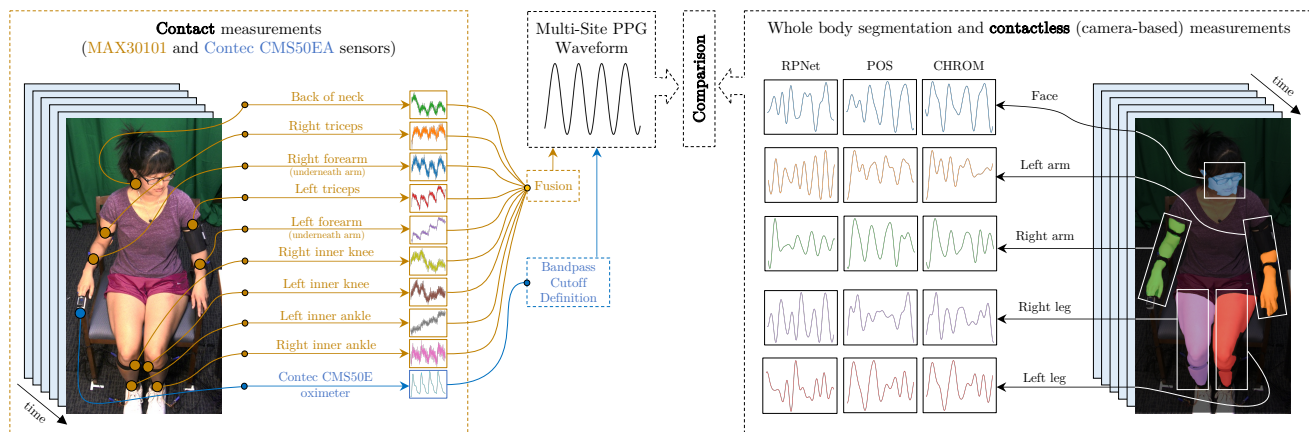 Contact measurements
(MAX30101 and Contec CMS50EA sensors)
Back of neck
Right triceps
Right forearm
(underneath arm)
Left triceps
Left forearm
(underneath arm)
Right inner knee
Left inner knee
Left inner ankle
Right inner ankle
Contec CMS50E
oximeter
time
Fusion
Bandpass
Cutoff
Definition
Multi-Site PPG
Waveform
Comparison
Whole body segmentation and contactless (camera-based) measurements
RPNet POS CHROM
Face
Left arm
Right arm
Right leg
Left leg
time